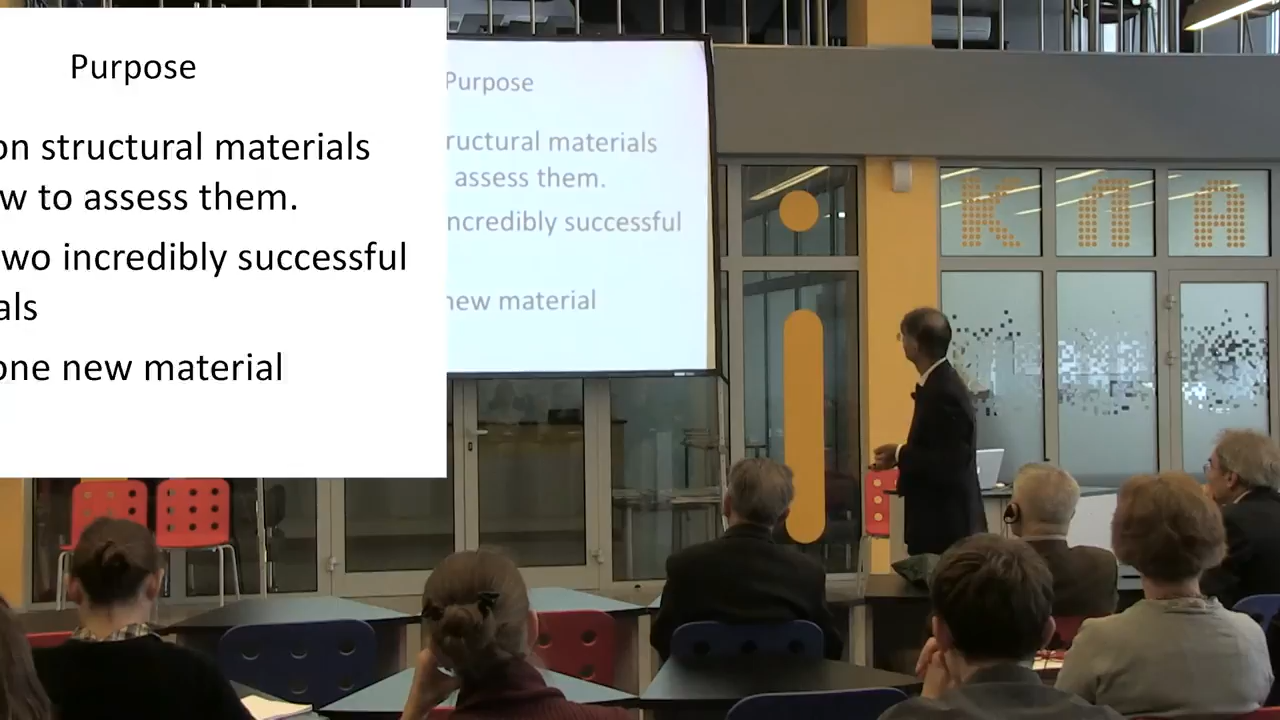 Purpose
on structural materials
w to assess them.
wo incredibly successful
als
one new material
Purpose
ructural materials
assess them.
ncredibly successful
new material
i
КПА